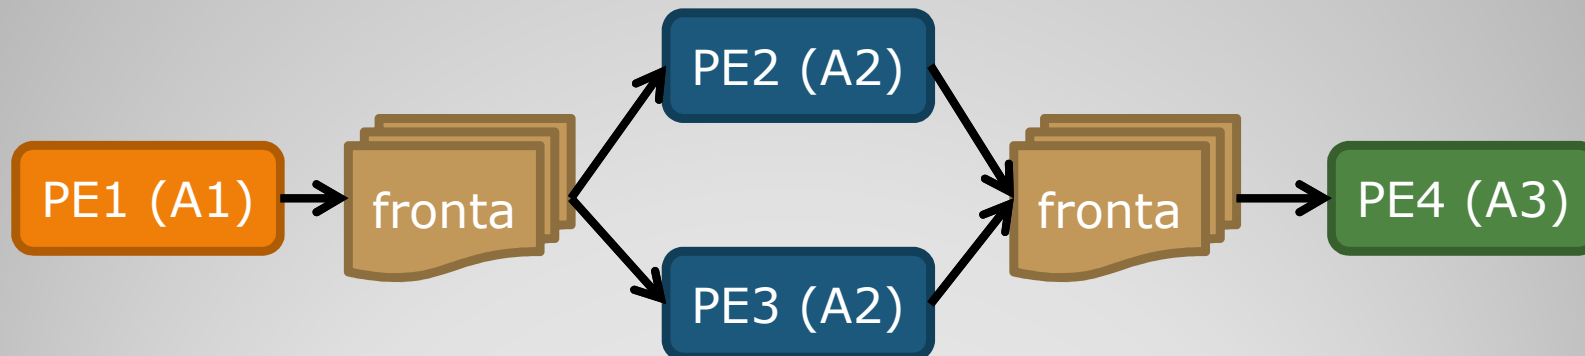 PE1 (A1)
fronta
PE2 (A2)
PE3 (A2)
fronta
PE4 (A3)